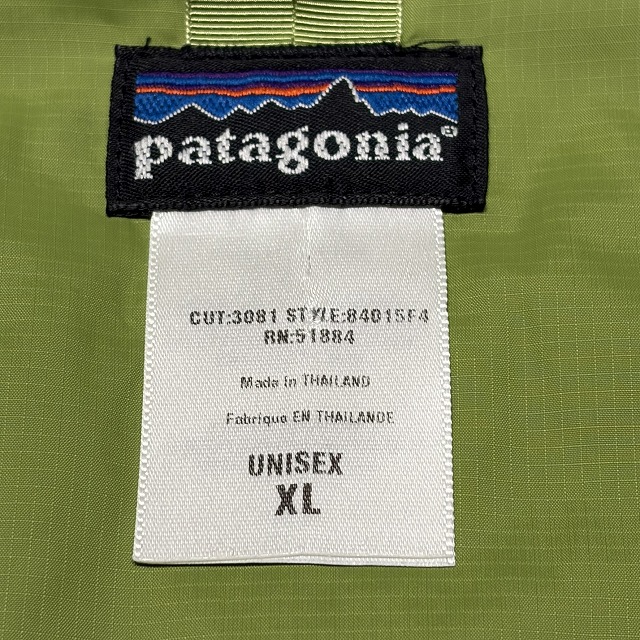 patagonia®
CUT:3081 STYLE:84015F4
RN:51884
Made in THAILAND
Fabrique EN THAILANDE
UNISEX
XL